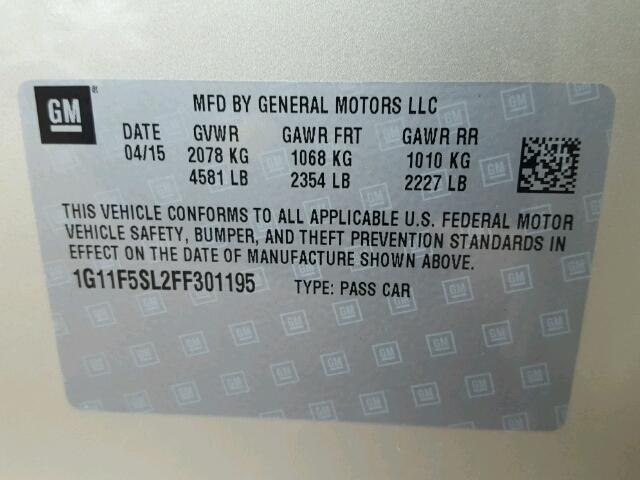 GM ®
MFD BY GENERAL MOTORS LLC
DATE GVWR GAWR FRT GAWR RR
04/15 2078 KG 1068 KG 1010 KG
4581 LB 2354 LB 2227 LB
THIS VEHICLE CONFORMS TO ALL APPLICABLE U.S. FEDERAL MOTOR
VEHICLE SAFETY, BUMPER, AND THEFT PREVENTION STANDARDS IN
EFFECT ON THE DATE OF MANUFACTURE SHOWN ABOVE.
1G11F5SL2FF301195 TYPE: PASS CAR